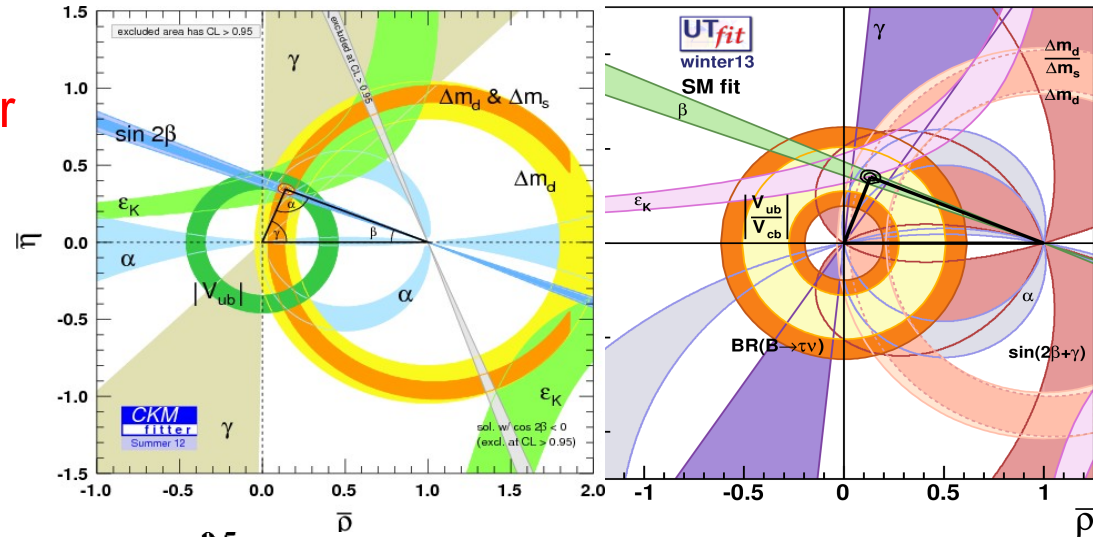 r
excluded area has CL > 0.95
excluded at CL > 0.95
γ
Δm_d & Δm_s
sin 2β
Δm_d
ε_K
α
α
γ
β
α
|V_ub|
ε_K
γ
sol. w/ cos 2β < 0
(excl. at CL > 0.95)
CKM
fitter
Summer 12
1.5
1.0
0.5
0.0
-0.5
-1.0
-1.5
η̄
-1.0
-0.5
0.0
0.5
1.0
1.5
2.0
ρ̄
0.5
UTfit
winter13
SM fit
γ
Δm_d
Δm_s
Δm_d
β
ε_K
|V_ub
V_cb|
α
BR(B→τν)
sin(2β+γ)
-1
-0.5
0
0.5
1
ρ̄